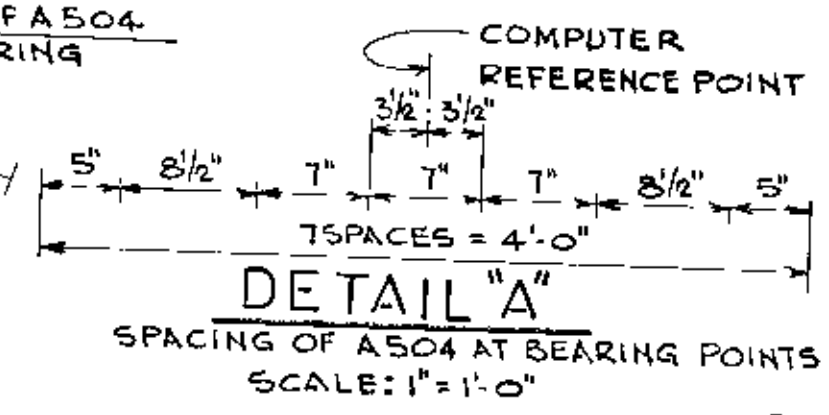 F A504
RING
COMPUTER
REFERENCE POINT
3½" 3½"
5" 8½" 7" 7" 7" 8½" 5"
7SPACES = 4'-0"
DETAIL "A"
SPACING OF A504 AT BEARING POINTS
SCALE: 1" = 1'-0"